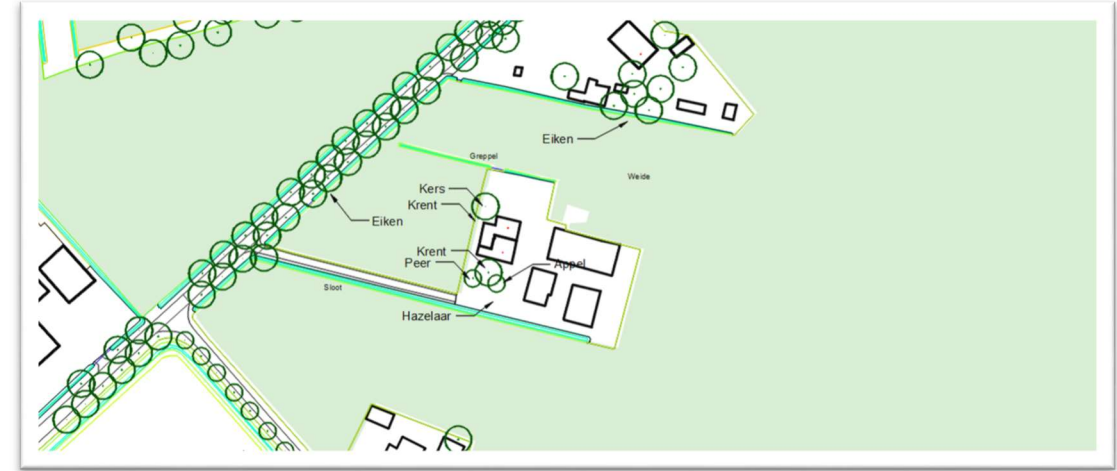 Eiken
Greppel
Weide
Kers
Krent
Eiken
Krent
Peer
Appel
Sloot
Hazelaar